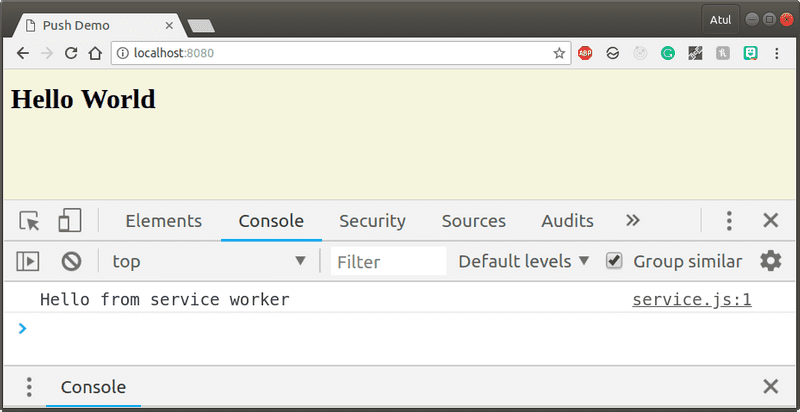 Push Demo
Atul
localhost:8080
ABP
Hello World
Elements Console Security Sources Audits
top Filter Default levels Group similar
Hello from service worker service.js:1
Console